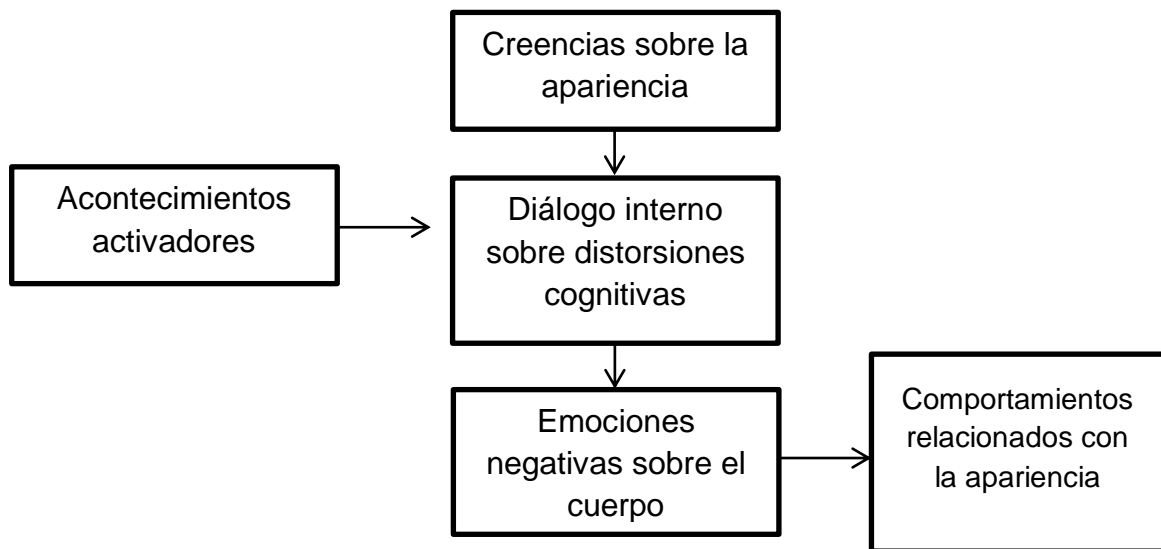 Creencias sobre la
apariencia
Acontecimientos
activadores
Diálogo interno
sobre distorsiones
cognitivas
Emociones
negativas sobre el
cuerpo
Comportamientos
relacionados con
la apariencia